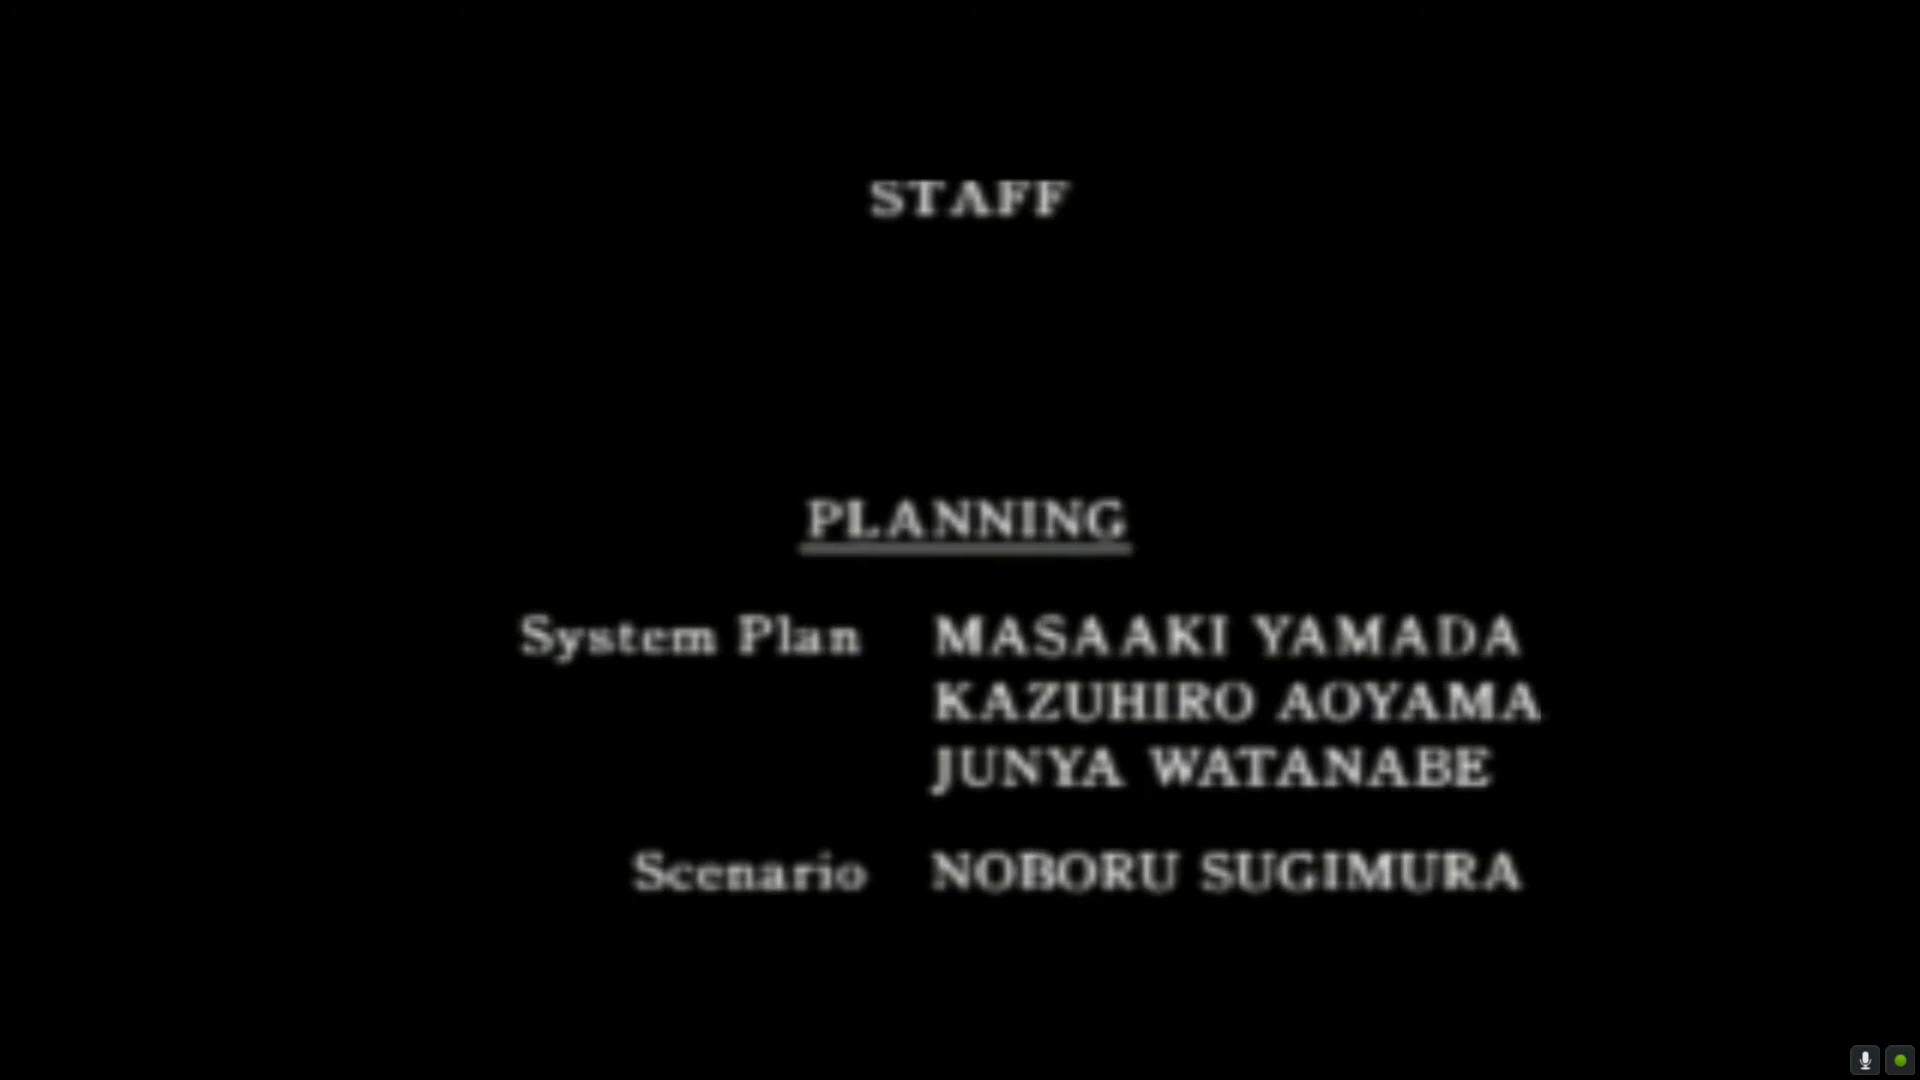 STAFF
PLANNING
System Plan MASAAKI YAMADA
KAZUHIRO AOYAMA
JUNYA WATANABE
Scenario NOBORU SUGIMURA